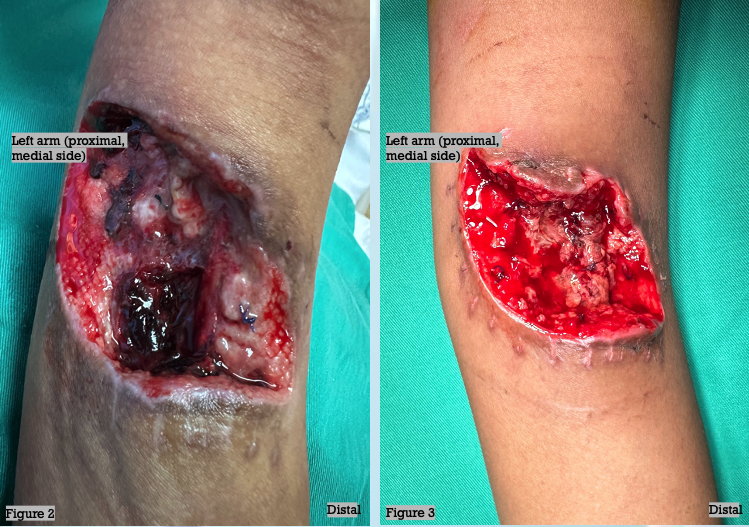 Left arm (proximal,
medial side)
Figure 2
Distal
Left arm (proximal,
medial side)
Figure 3
Distal